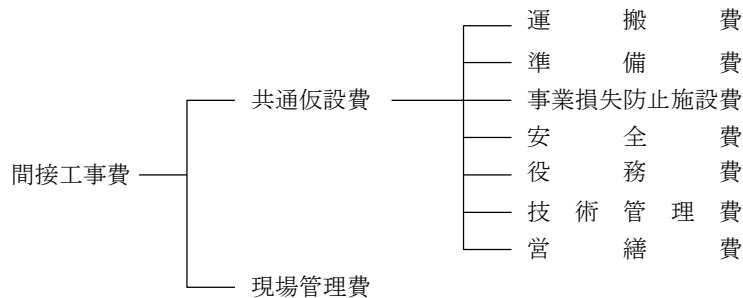 運搬費
準備費
共通仮設費
事業損失防止施設費
安全費
間接工事費
役務費
技術管理費
営繕費
現場管理費